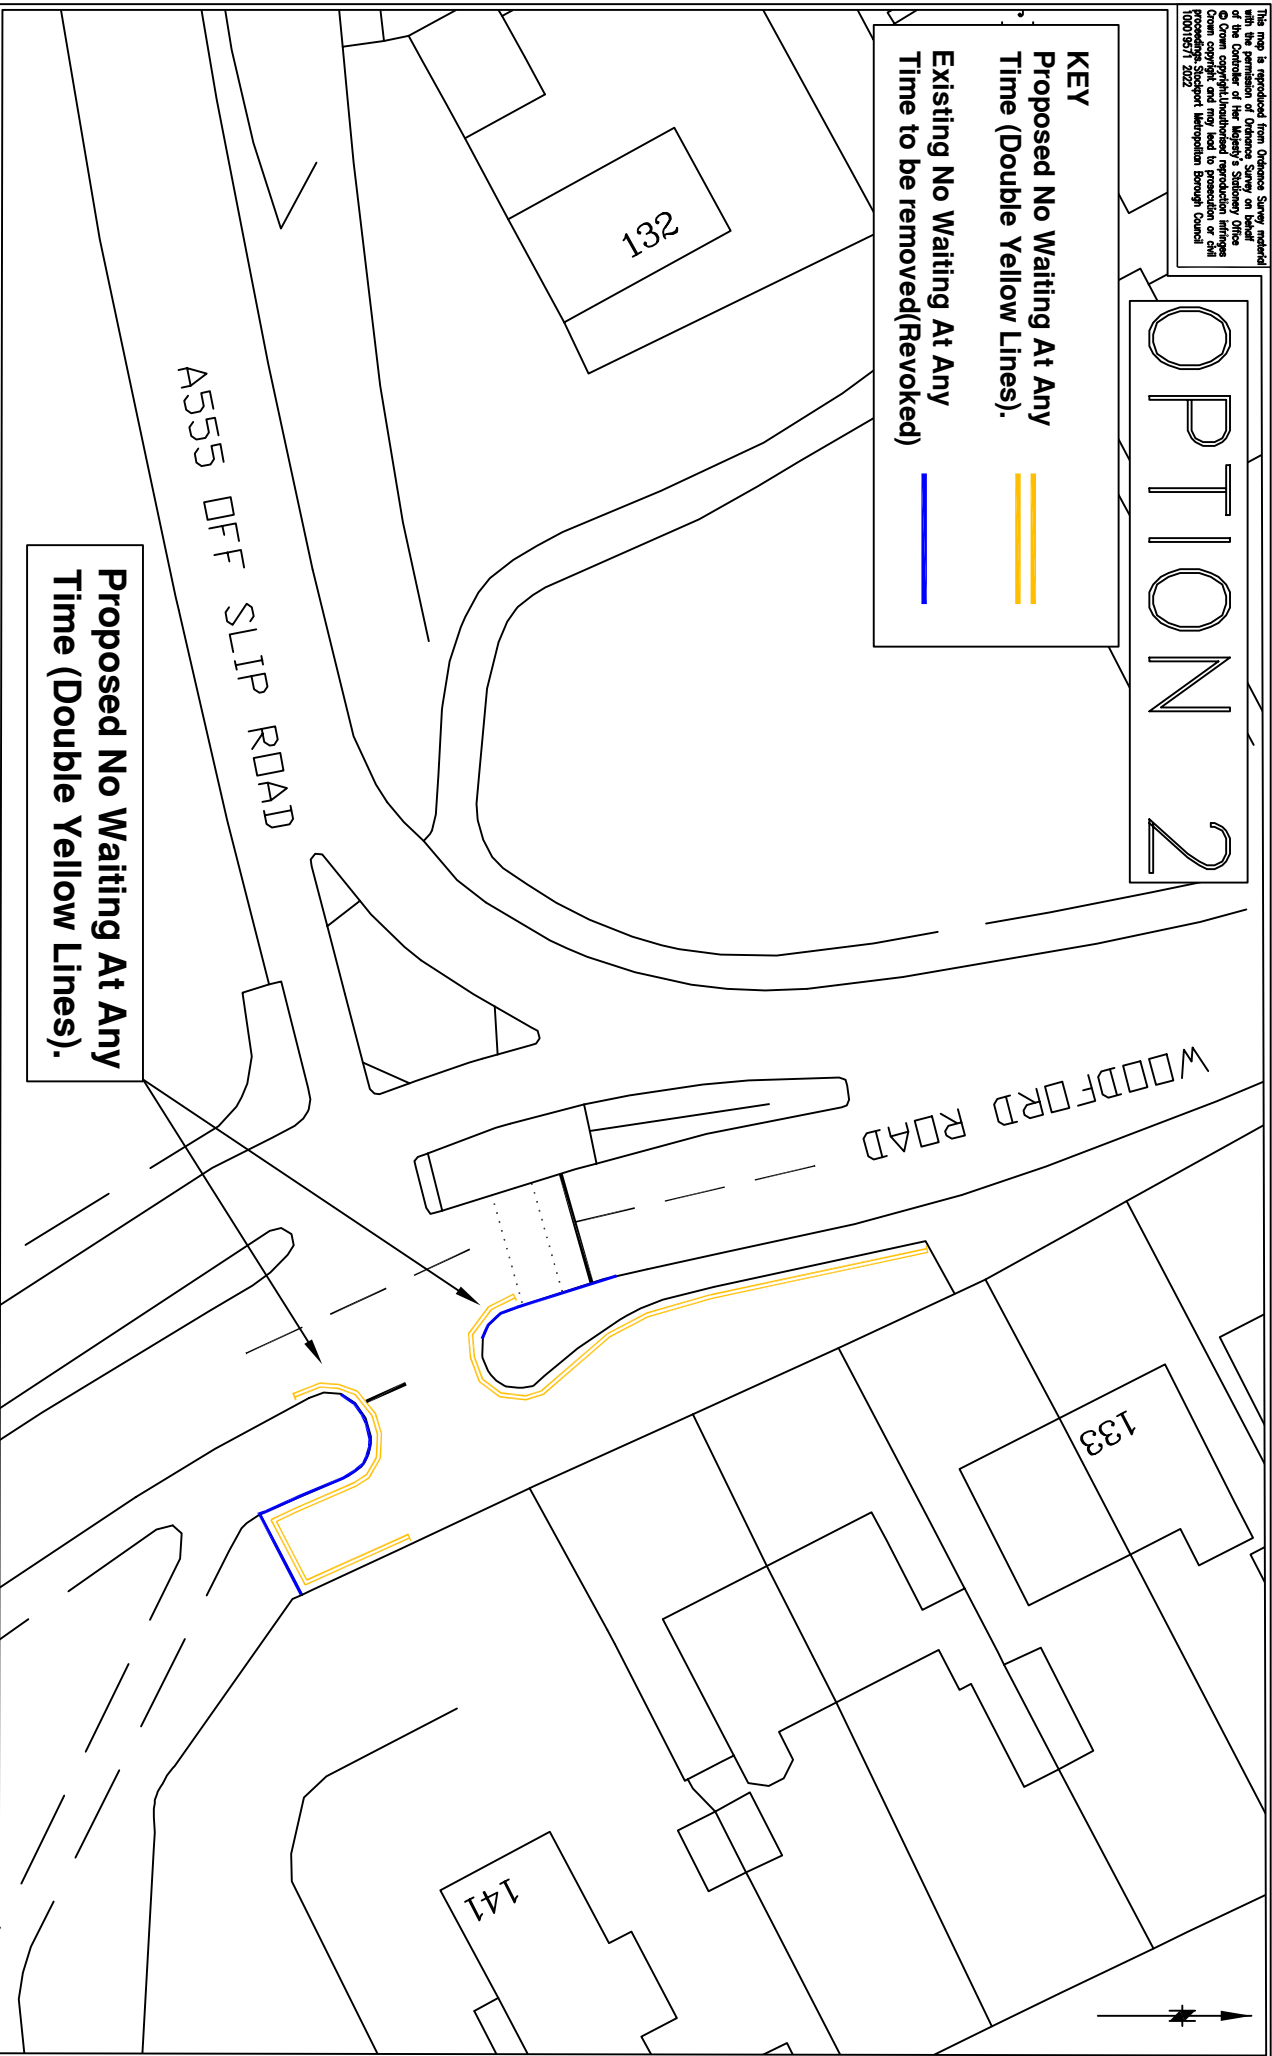 This map is reproduced from Ordnance Survey material
with the permission of Ordnance Survey on behalf
of the Controller of Her Majesty's Stationery Office
© Crown copyright.Unauthorised reproduction infringes
Crown copyright and may lead to prosecution or civil
proceedings. Stockport Metropolitan Borough Council
100019571 2022
OPTION 2
KEY
Proposed No Waiting At Any
Time (Double Yellow Lines).
Existing No Waiting At Any
Time to be removed(Revoked)
132
A555 OFF SLIP ROAD
WOODFORD ROAD
133
141
Proposed No Waiting At Any
Time (Double Yellow Lines).